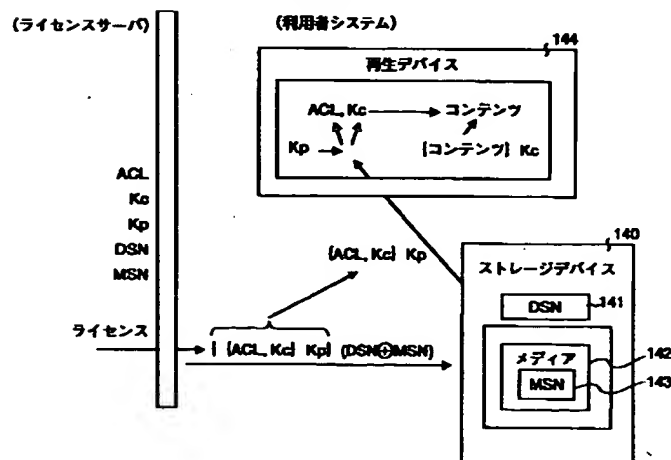 (ライセンスサーバ)
(利用者システム)
144
再生デバイス
ACL, Kc
コンテンツ
Kp
{コンテンツ} Kc
ACL
Kc
Kp
DSN
MSN
{ACL, Kc} Kp
140
ストレージデバイス
DSN
141
メディア
142
MSN
143
ライセンス
{ {ACL, Kc} Kp} (DSN⊕MSN)